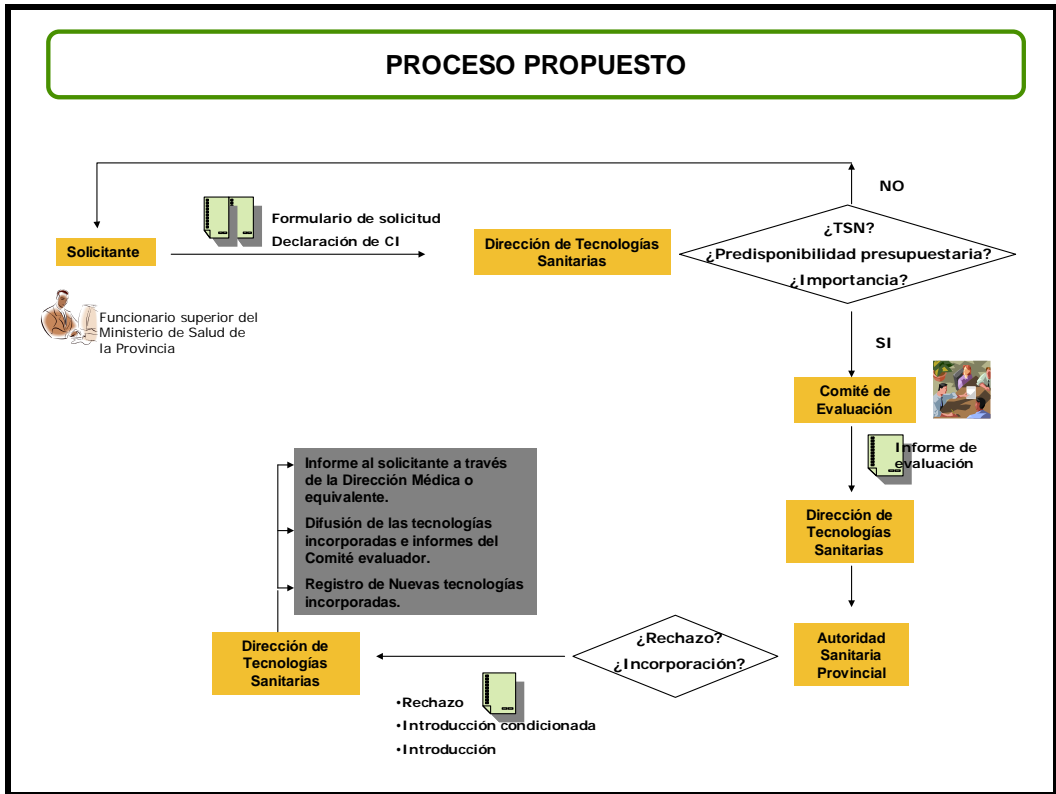 PROCESO PROPUESTO
NO
Formulario de solicitud
Declaración de CI
¿TSN?
¿Predisponibilidad presupuestaria?
¿Importancia?
Solicitante
Dirección de Tecnologías
Sanitarias
Funcionario superior del
Ministerio de Salud de
la Provincia
SI
Comité de
Evaluación
Informe de
evaluación
Dirección de
Tecnologías
Sanitarias
Informe al solicitante a través
de la Dirección Médica o
equivalente.
Difusión de las tecnologías
incorporadas e informes del
Comité evaluador.
Registro de Nuevas tecnologías
incorporadas.
Autoridad
Sanitaria
Provincial
¿Rechazo?
¿Incorporación?
Dirección de
Tecnologías
Sanitarias
•Rechazo
•Introducción condicionada
•Introducción